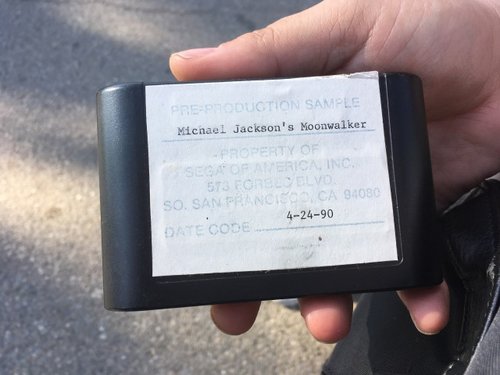 PRE-PRODUCTION SAMPLE
Michael Jackson's Moonwalker
PROPERTY OF
SEGA OF AMERICA, INC.
573 FORBES BLVD.
SO. SAN FRANCISCO, CA 94080
4-24-90
DATE CODE